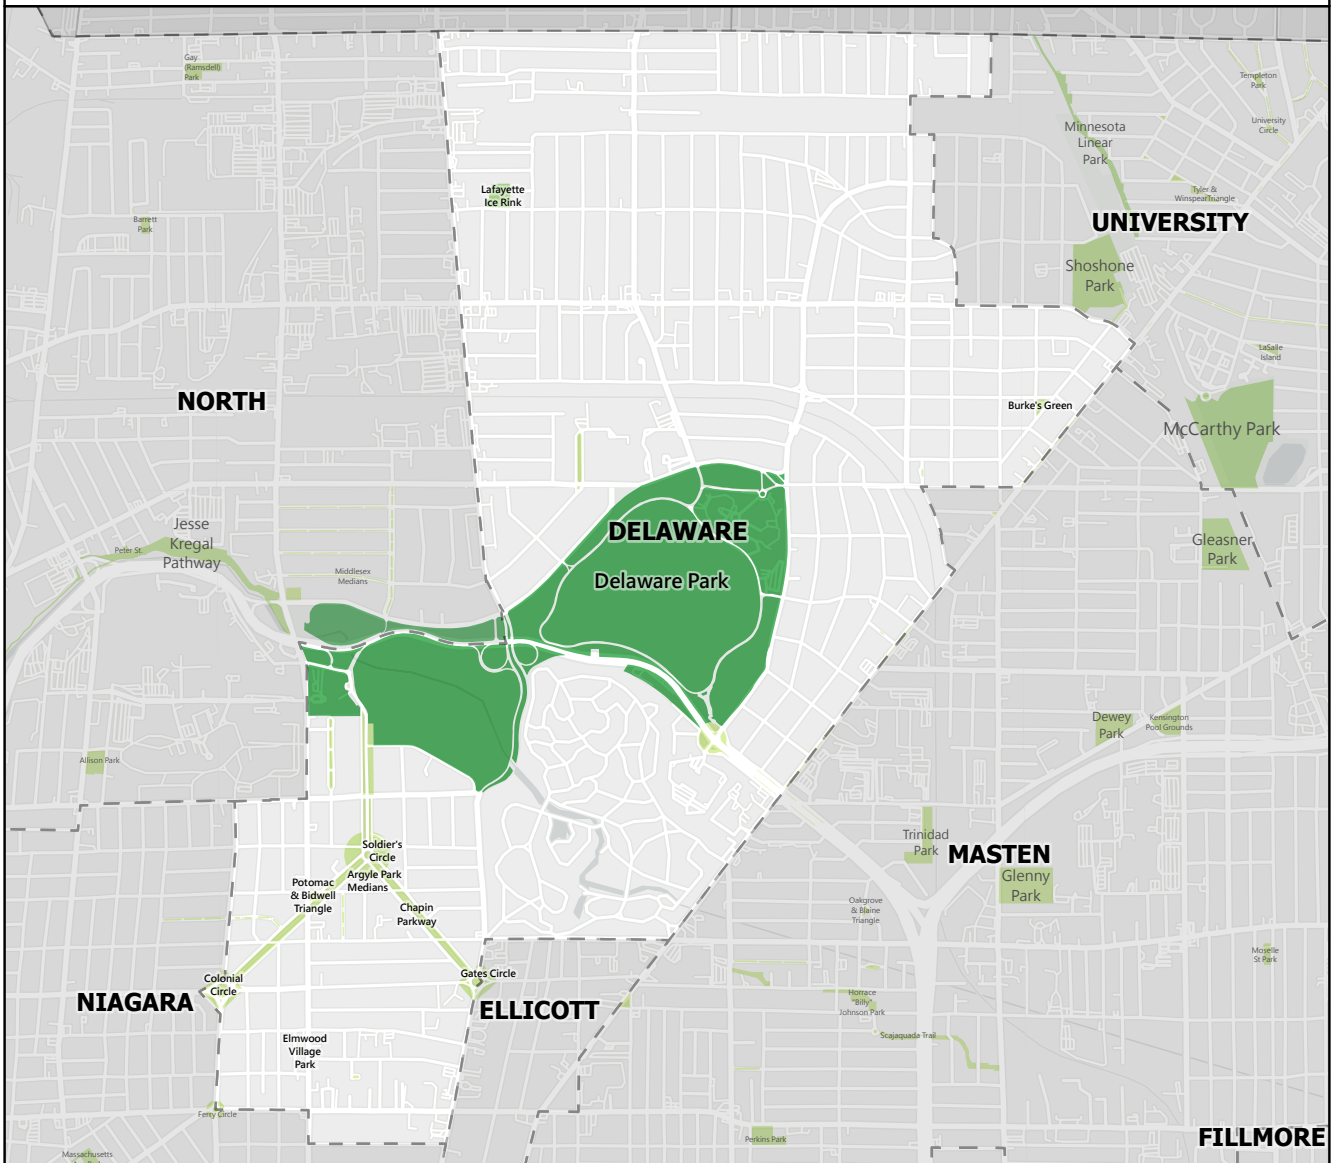 Gay
(Ramsdell)
Park
Templeton
Park
University
Circle
Minnesota
Linear
Park
Tyler &
WinspearTriangle
Lafayette
Ice Rink
Barrett
Park
UNIVERSITY
Shoshone
Park
LaSalle
Island
NORTH
Burke's Green
McCarthy Park
Jesse
Kregal
Pathway
Peter St.
DELAWARE
Delaware Park
Gleasner
Park
Middlesex
Medians
Dewey
Park
Kensington
Pool Grounds
Allison Park
Trinidad
Park
MASTEN
Glenny
Park
Soldier's
Circle
Argyle Park
Medians
Potomac
& Bidwell
Triangle
Chapin
Parkway
Oakgrove
& Blaine
Triangle
Moselle
St Park
Colonial
Circle
Gates Circle
NIAGARA
ELLICOTT
Horrace
"Billy"
Johnson Park
Scajaquada Trail
Elmwood
Village
Park
Ferry Circle
Perkins Park
FILLMORE
Massachusetts